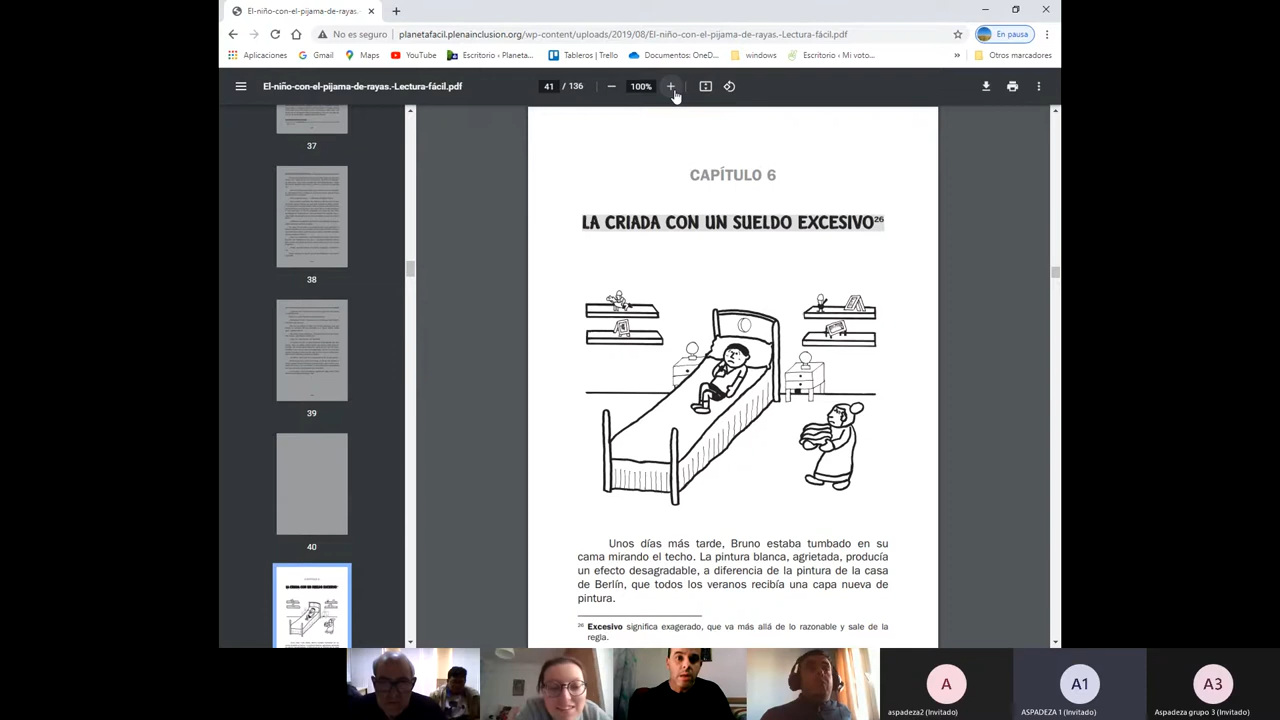 El-niño-con-el-pijama-de-rayas.-
No es seguro
planetafacil.plenainclusion.org/wp-content/uploads/2019/08/El-niño-con-el-pijama-de-rayas.-Lectura-fácil.pdf
En pausa
Aplicaciones
Gmail
Maps
YouTube
Escritorio ‹ Planeta...
Tableros | Trello
Documentos: OneD...
windows
Escritorio ‹ Mi voto...
»
Otros marcadores
El-niño-con-el-pijama-de-rayas.-Lectura-fácil.pdf
41 / 136
100%
37
38
39
40
CAPÍTULO 6
LA CRIADA CON UN SUELDO EXCESIVO26
Unos días más tarde, Bruno estaba tumbado en su
cama mirando el techo. La pintura blanca, agrietada, producía
un efecto desagradable, a diferencia de la pintura de la casa
de Berlín, que todos los veranos recibía una capa nueva de
pintura.
26 Excesivo significa exagerado, que va más allá de lo razonable y sale de la
regla.
A
A1
A3
aspadeza2 (Invitado)
ASPADEZA 1 (Invitado)
Aspadeza grupo 3 (Invitado)